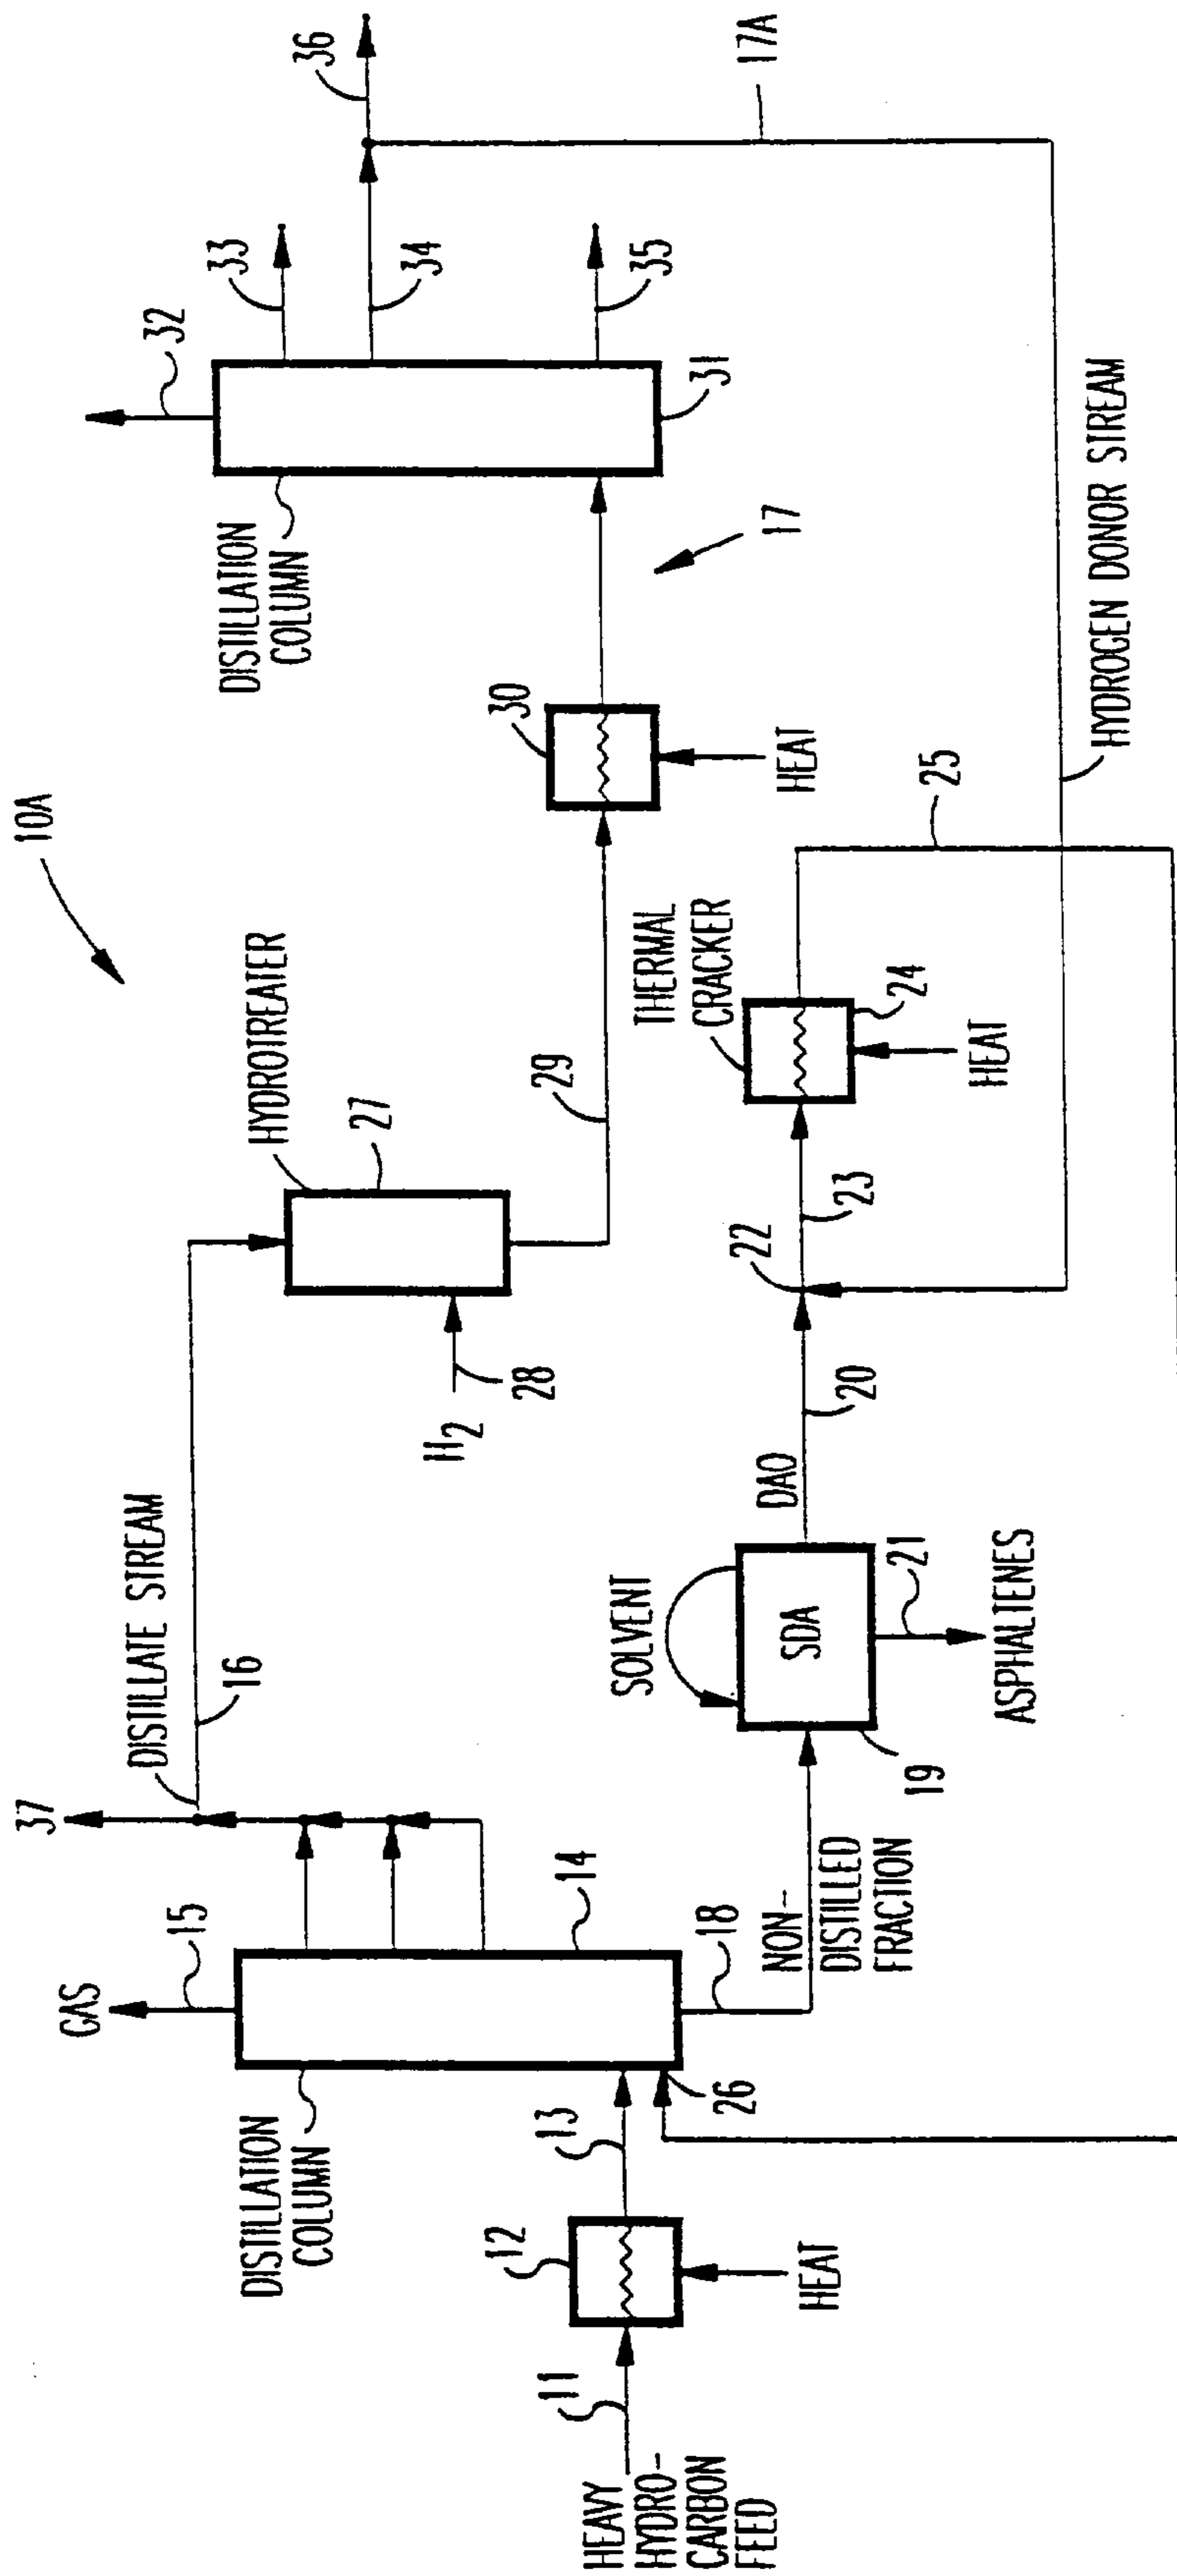 10A
37
GAS
15
DISTILLATE STREAM
16
DISTILLATION
COLUMN
14
HEAVY
HYDRO-
CARBON
FEED
11
12
HEAT
13
26
18
NON-
DISTILLED
FRACTION
SOLVENT
SDA
19
21
ASPHALTENES
DAO
20
22
23
THERMAL
CRACKER
24
HEAT
25
HYDROTREATER
27
H2
28
29
30
HEAT
17
DISTILLATION
COLUMN
31
32
33
34
35
36
17A
HYDROGEN DONOR STREAM